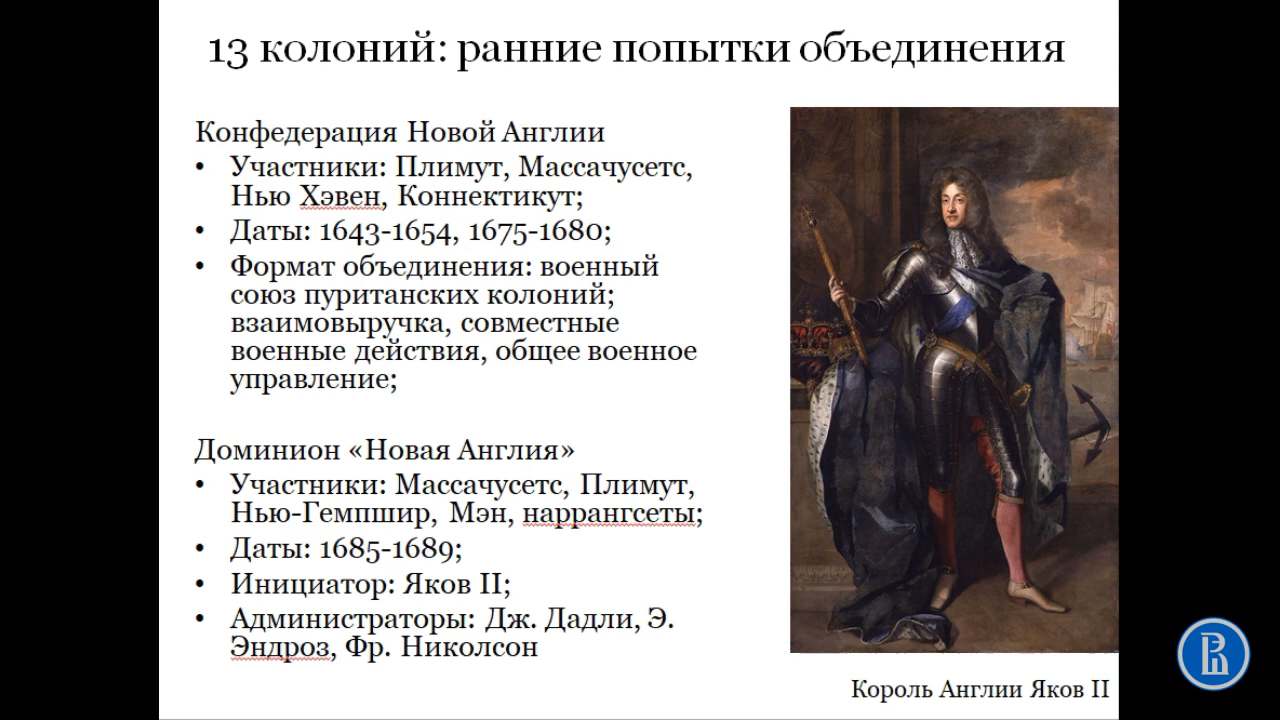 13 колоний: ранние попытки объединения
Конфедерация Новой Англии
• Участники: Плимут, Массачусетс,
Нью Хэвен, Коннектикут;
• Даты: 1643-1654, 1675-1680;
• Формат объединения: военный
союз пуританских колоний;
взаимовыручка, совместные
военные действия, общее военное
управление;
Доминион «Новая Англия»
• Участники: Массачусетс, Плимут,
Нью-Гемпшир, Мэн, наррангсеты;
• Даты: 1685-1689;
• Инициатор: Яков II;
• Администраторы: Дж. Дадли, Э.
Эндроз, Фр. Николсон
Король Англии Яков II